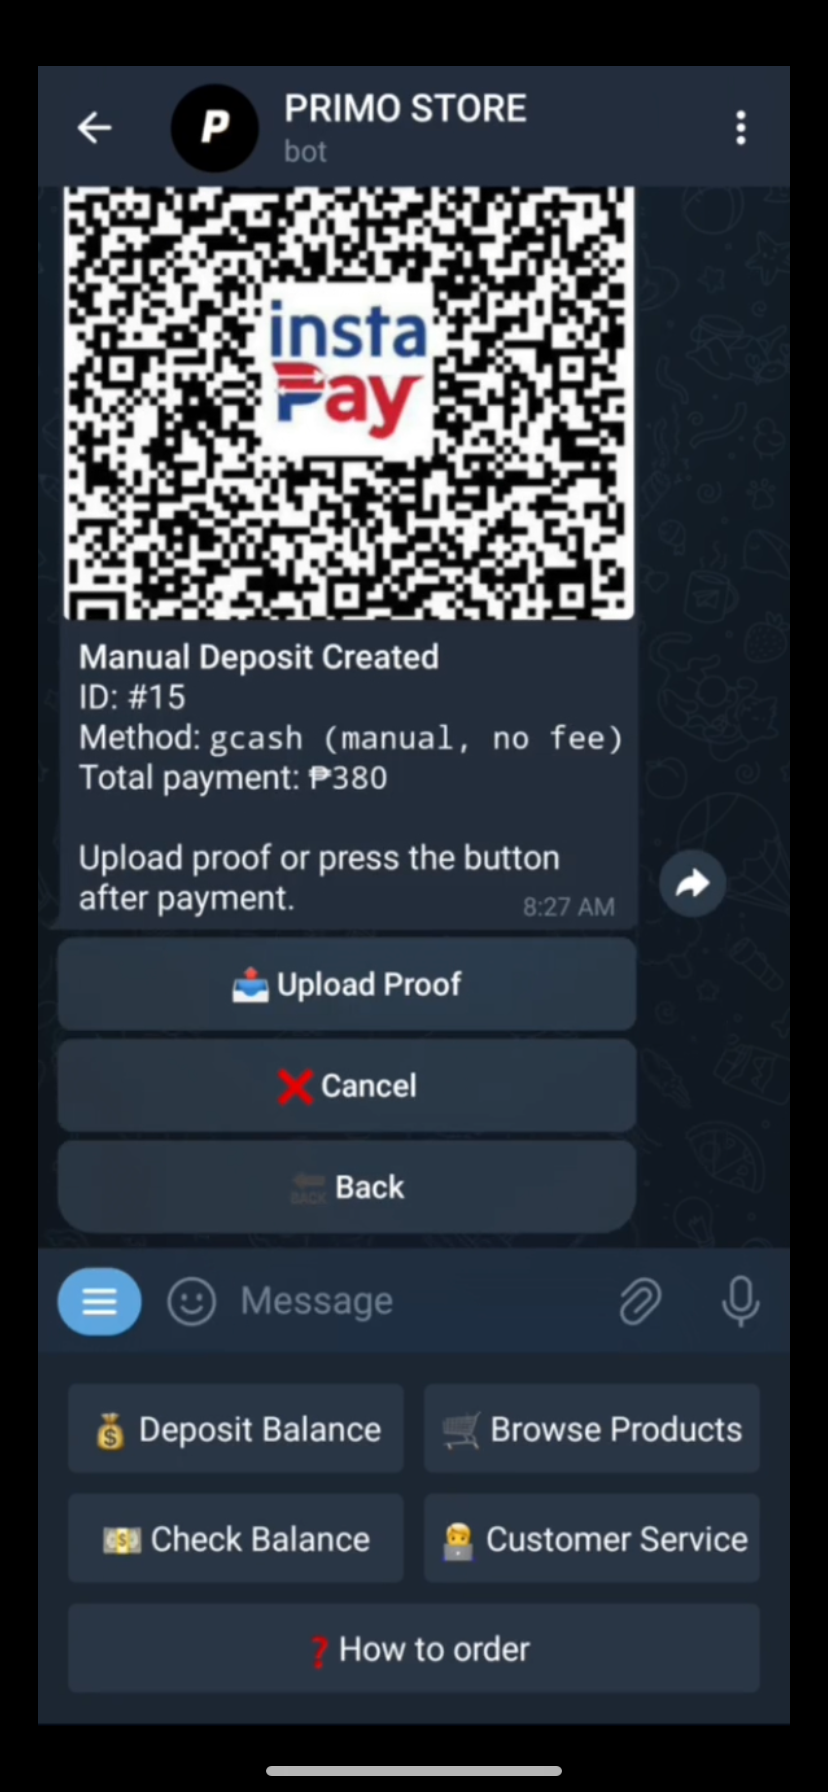 PRIMO STORE
bot
insta
Pay
Manual Deposit Created
ID: #15
Method: gcash (manual, no fee)
Total payment: ₱380
Upload proof or press the button
after payment.
8:27 AM
Upload Proof
Cancel
BACK Back
Message
Deposit Balance
Browse Products
Check Balance
Customer Service
How to order